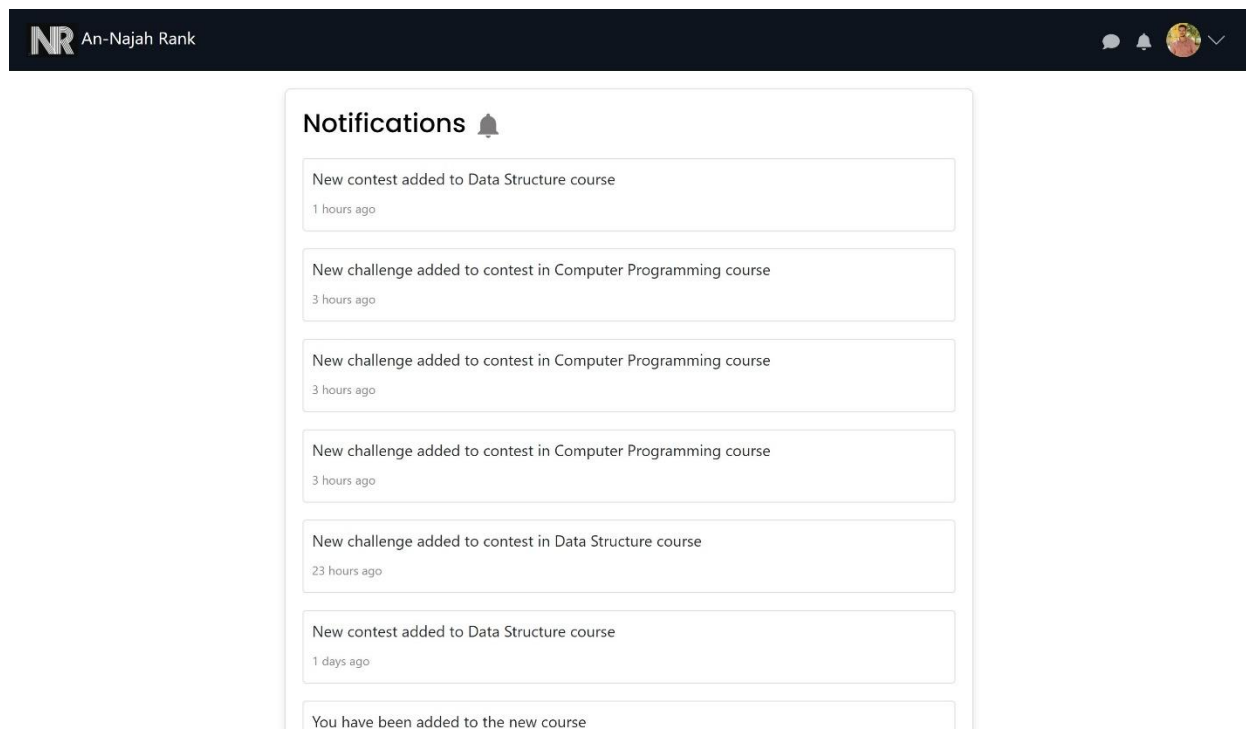 NR An-Najah Rank
Notifications
New contest added to Data Structure course
1 hours ago
New challenge added to contest in Computer Programming course
3 hours ago
New challenge added to contest in Computer Programming course
3 hours ago
New challenge added to contest in Computer Programming course
3 hours ago
New challenge added to contest in Data Structure course
23 hours ago
New contest added to Data Structure course
1 days ago
You have been added to the new course